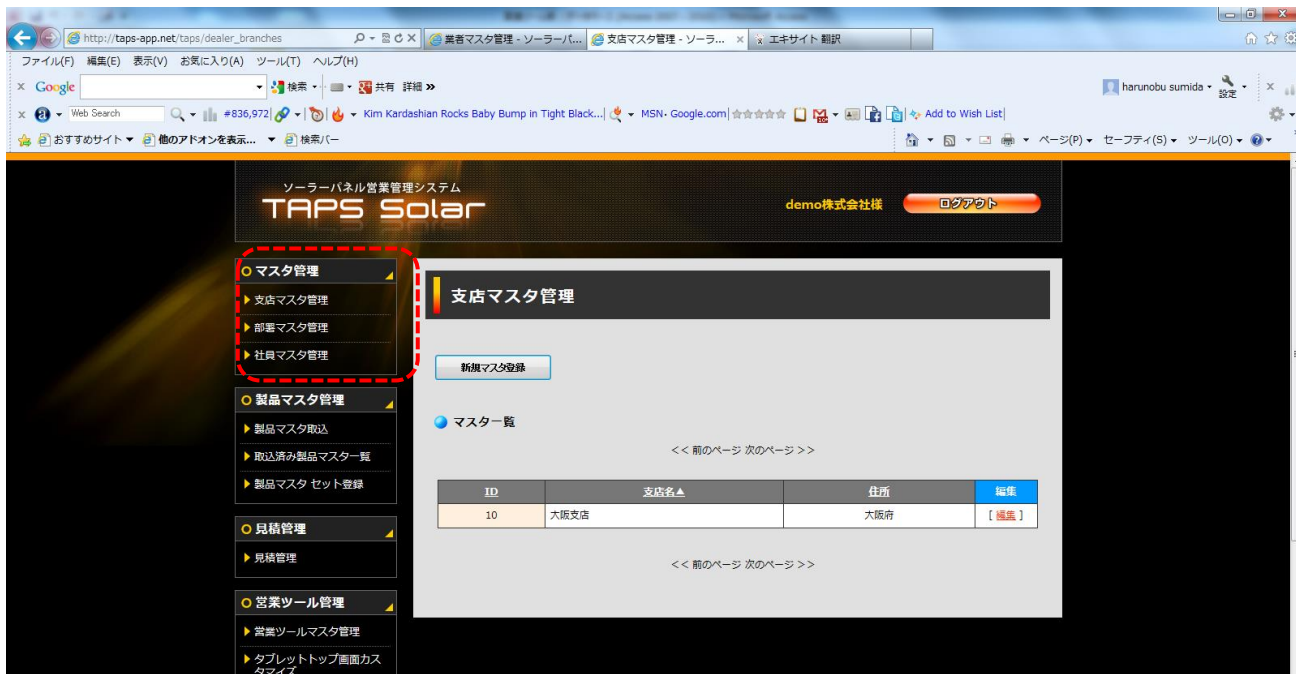 http://taps-app.net/taps/dealer_branches
業者マスタ管理 - ソーラーパ...
支店マスタ管理 - ソーラ... ×
エキサイト 翻訳
ファイル(F) 編集(E) 表示(V) お気に入り(A) ツール(T) ヘルプ(H)
× Google 検索 共有 詳細 »
harunobu sumida 設定 ×
× Web Search #836,972 Kim Kardashian Rocks Baby Bump in Tight Black... MSN· Google.com ☆☆☆☆☆ Add to Wish List
おすすめサイト ▼ 他のアドオンを表示... ▼ 検索バー
ページ(P) セーフティ(S) ツール(O)
ソーラーパネル営業管理システム
TAPS Solar
demo株式会社様 ログアウト
マスタ管理
支店マスタ管理
部署マスタ管理
社員マスタ管理
製品マスタ管理
製品マスタ取込
取込済み製品マスタ一覧
製品マスタ セット登録
見積管理
見積管理
営業ツール管理
営業ツールマスタ管理
タブレットトップ画面カスタマイズ
支店マスタ管理
新規マスタ登録
マスタ一覧
<< 前のページ 次のページ >>
ID 支店名▲ 住所 編集
10 大阪支店 大阪府 [ 編集 ]
<< 前のページ 次のページ >>